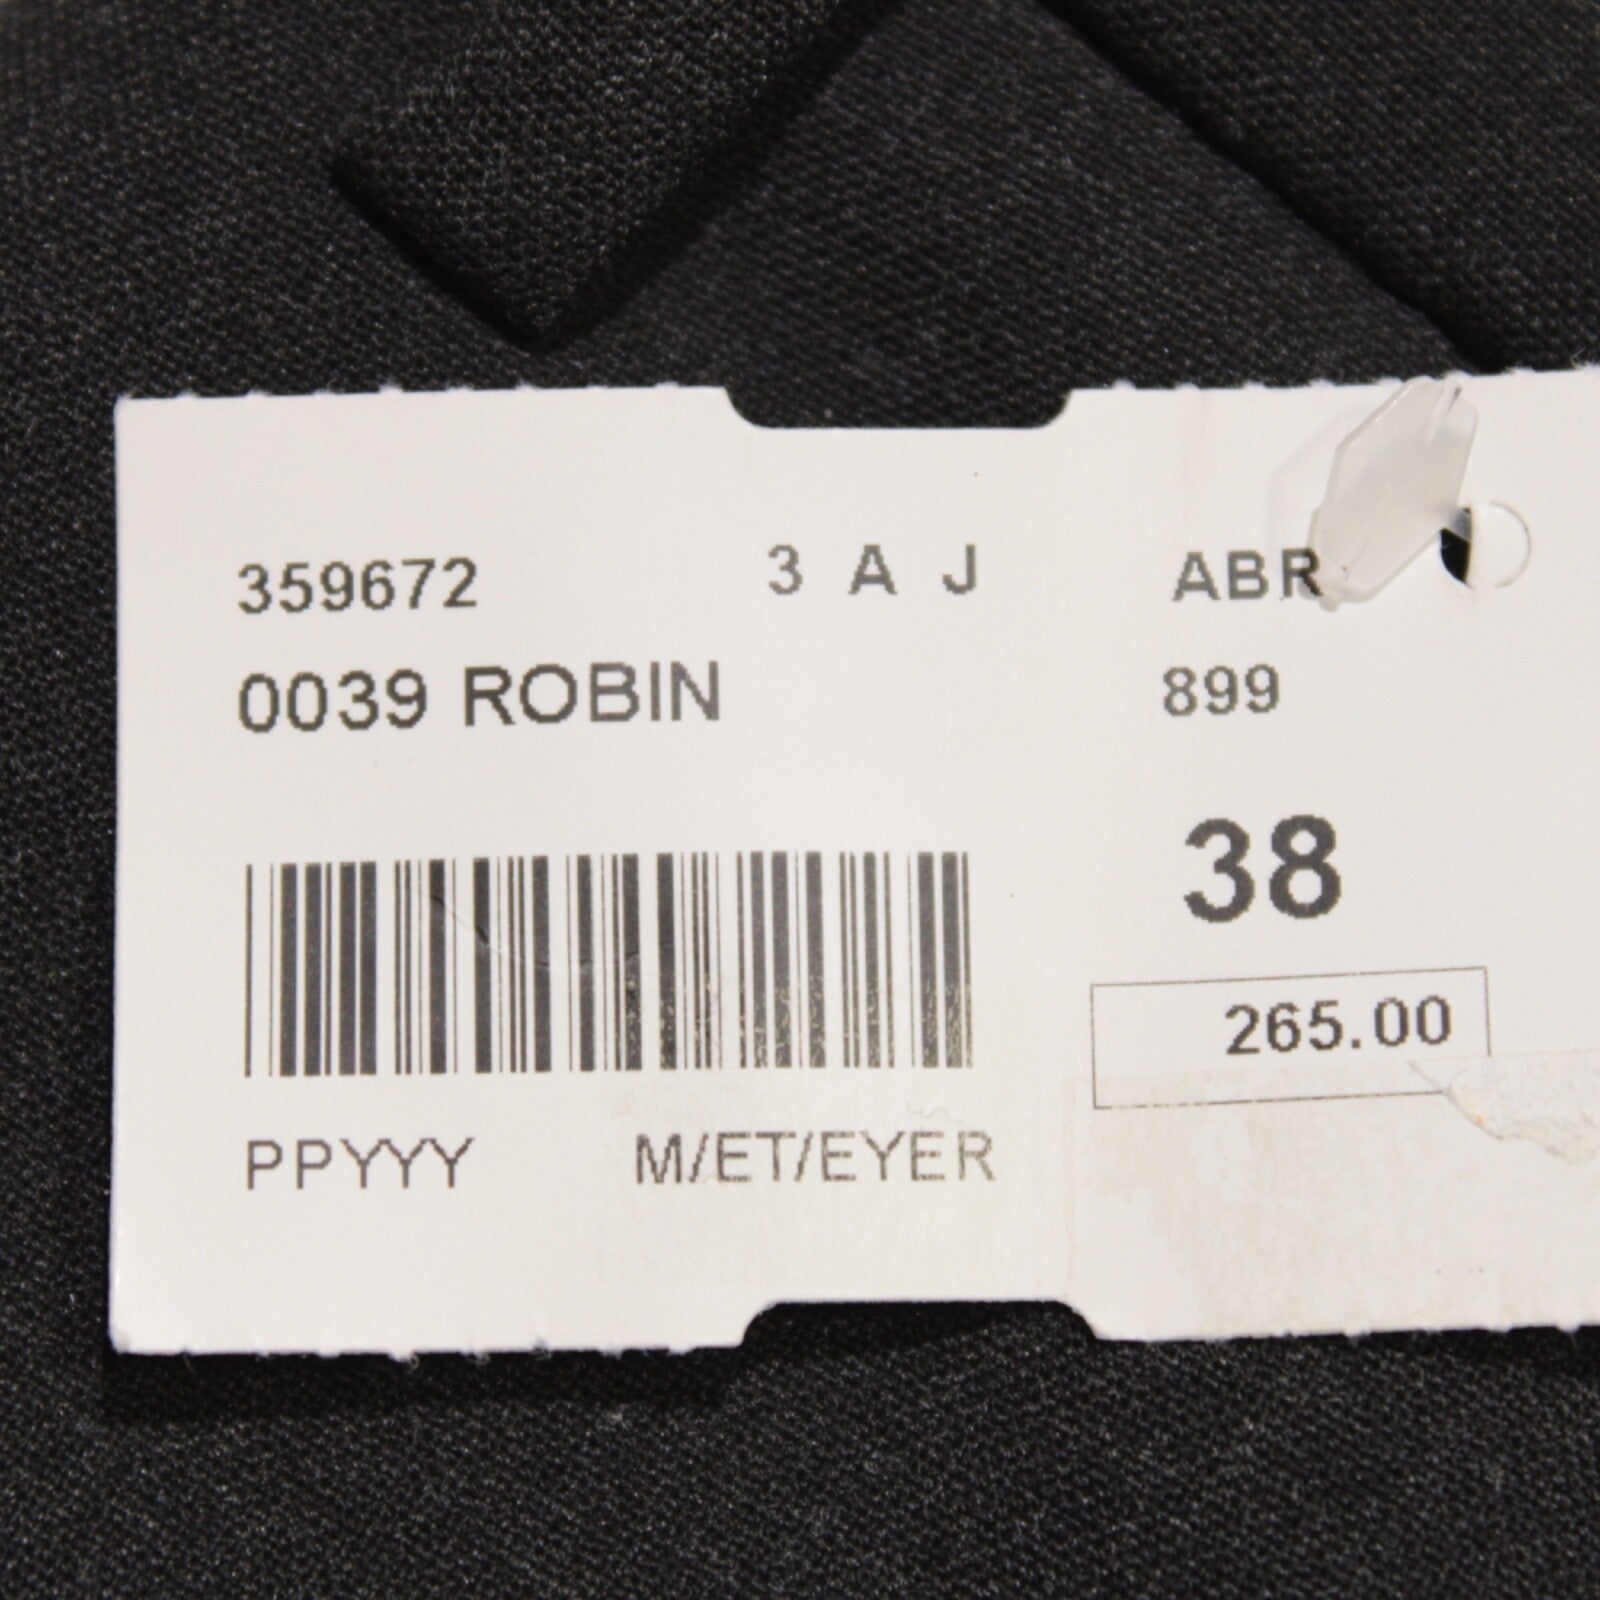 359672 3 A J ABR
0039 ROBIN 899
38
265.00
PPYYY M/ET/EYER